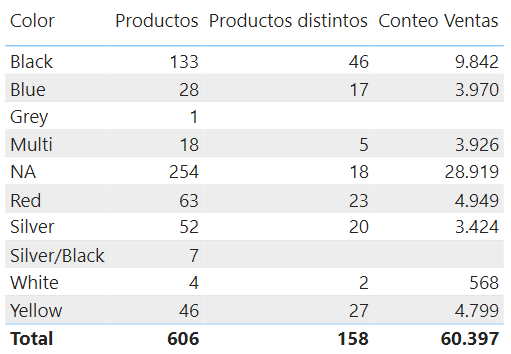 Color Productos Productos distintos Conteo Ventas
Black 133 46 9.842
Blue 28 17 3.970
Grey 1
Multi 18 5 3.926
NA 254 18 28.919
Red 63 23 4.949
Silver 52 20 3.424
Silver/Black 7
White 4 2 568
Yellow 46 27 4.799
Total 606 158 60.397